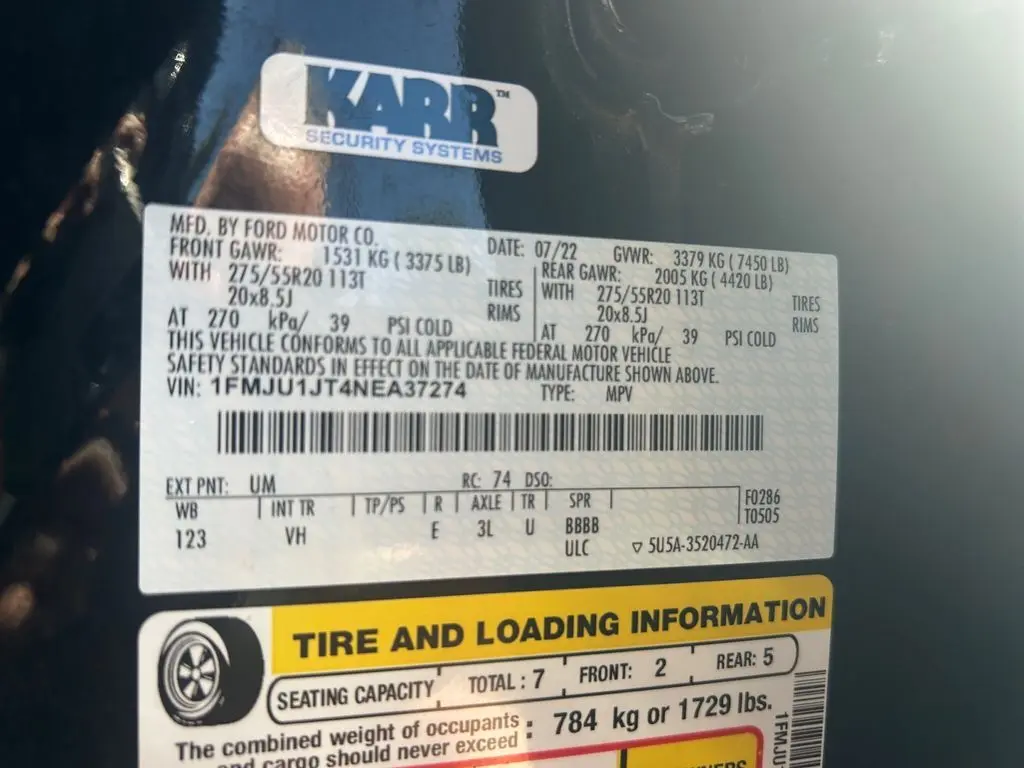 KARR™
SECURITY SYSTEMS
MFD. BY FORD MOTOR CO.
DATE: 07/22 GVWR: 3379 KG ( 7450 LB)
FRONT GAWR: 1531 KG ( 3375 LB)
WITH 275/55R20 113T TIRES
20x8.5J RIMS
AT 270 kPa/ 39 PSI COLD
REAR GAWR: 2005 KG ( 4420 LB)
WITH 275/55R20 113T TIRES
20x8.5J RIMS
AT 270 kPa/ 39 PSI COLD
THIS VEHICLE CONFORMS TO ALL APPLICABLE FEDERAL MOTOR VEHICLE
SAFETY STANDARDS IN EFFECT ON THE DATE OF MANUFACTURE SHOWN ABOVE.
VIN: 1FMJU1JT4NEA37274 TYPE: MPV
EXT PNT: UM RC: 74 DSO:
WB INT TR TP/PS R AXLE TR SPR F0286
T0505
123 VH E 3L U BBBB
ULC ▽ 5U5A-3520472-AA
TIRE AND LOADING INFORMATION
SEATING CAPACITY TOTAL : 7 FRONT: 2 REAR: 5
The combined weight of occupants : 784 kg or 1729 lbs.
and cargo should never exceed
1FMJU